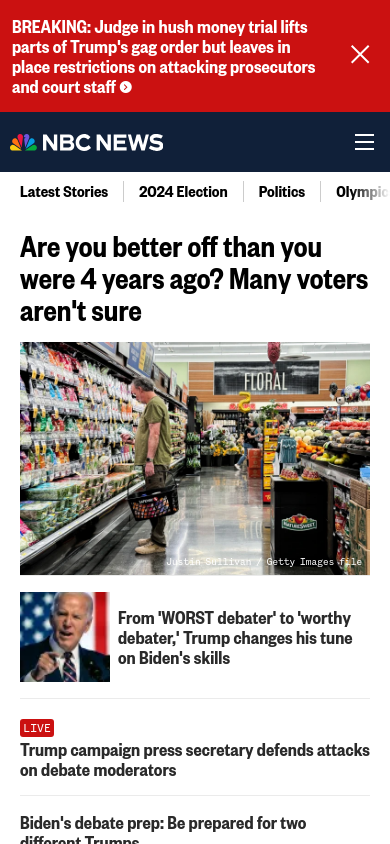 BREAKING: Judge in hush money trial lifts
parts of Trump's gag order but leaves in
place restrictions on attacking prosecutors
and court staff
NBC NEWS
Latest Stories
2024 Election
Politics
Olympic
Are you better off than you
were 4 years ago? Many voters
aren't sure
FLORAL
NATURESWEET
Justin Sullivan / Getty Images file
From 'WORST debater' to 'worthy
debater,' Trump changes his tune
on Biden's skills
LIVE
Trump campaign press secretary defends attacks
on debate moderators
Biden's debate prep: Be prepared for two
different Trumps